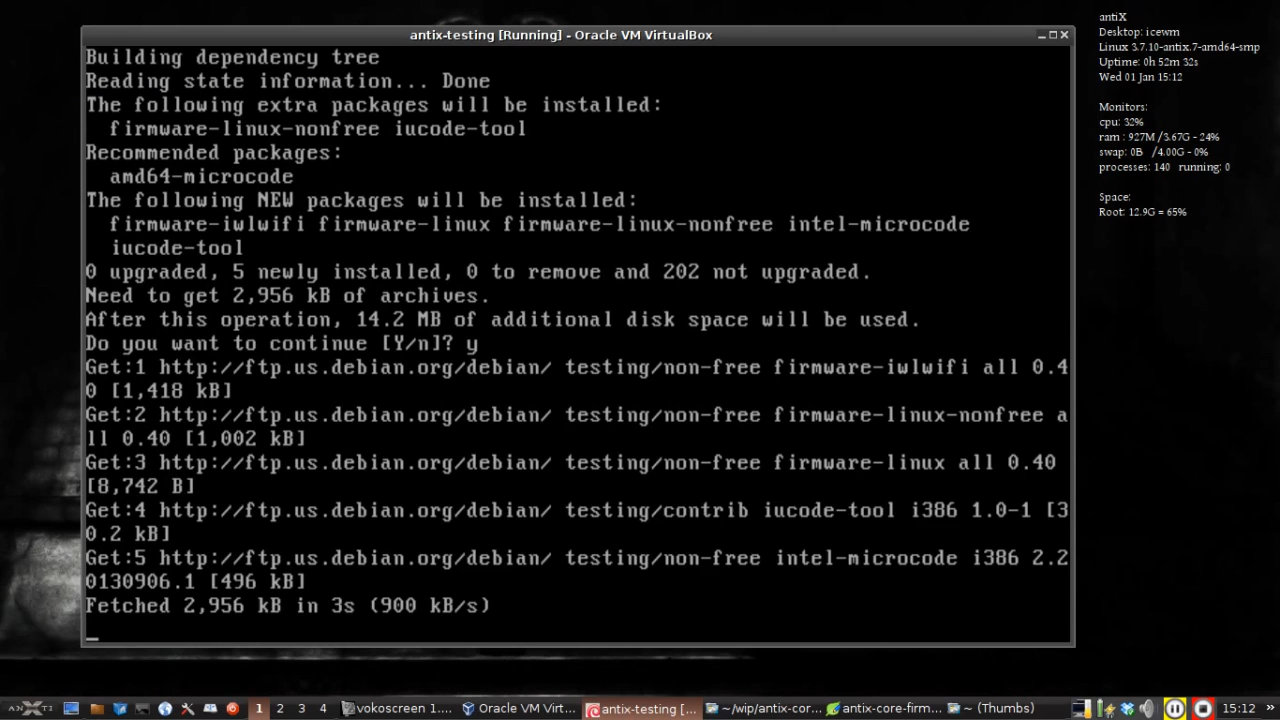 antix-testing [Running] - Oracle VM VirtualBox
Building dependency tree
Reading state information... Done
The following extra packages will be installed:
firmware-linux-nonfree iucode-tool
Recommended packages:
amd64-microcode
The following NEW packages will be installed:
firmware-iwlwifi firmware-linux firmware-linux-nonfree intel-microcode
iucode-tool
0 upgraded, 5 newly installed, 0 to remove and 202 not upgraded.
Need to get 2,956 kB of archives.
After this operation, 14.2 MB of additional disk space will be used.
Do you want to continue [Y/n]? y
Get:1 http://ftp.us.debian.org/debian/ testing/non-free firmware-iwlwifi all 0.4
0 [1,418 kB]
Get:2 http://ftp.us.debian.org/debian/ testing/non-free firmware-linux-nonfree a
ll 0.40 [1,002 kB]
Get:3 http://ftp.us.debian.org/debian/ testing/non-free firmware-linux all 0.40
[8,742 B]
Get:4 http://ftp.us.debian.org/debian/ testing/contrib iucode-tool i386 1.0-1 [3
0.2 kB]
Get:5 http://ftp.us.debian.org/debian/ testing/non-free intel-microcode i386 2.2
0130906.1 [496 kB]
Fetched 2,956 kB in 3s (900 kB/s)
antiX
Desktop: icewm
Linux 3.7.10-antix.7-amd64-smp
Uptime: 0h 52m 32s
Wed 01 Jan 15:12
Monitors:
cpu: 32%
ram : 927M /3.67G - 24%
swap: 0B /4.00G - 0%
processes: 140 running: 0
Space:
Root: 12.9G = 65%
ANTI 1 2 3 4 vokoscreen 1.... Oracle VM Virt... antix-testing [... ~/wip/antix-cor... antix-core-firm... ~ (Thumbs) 15:12